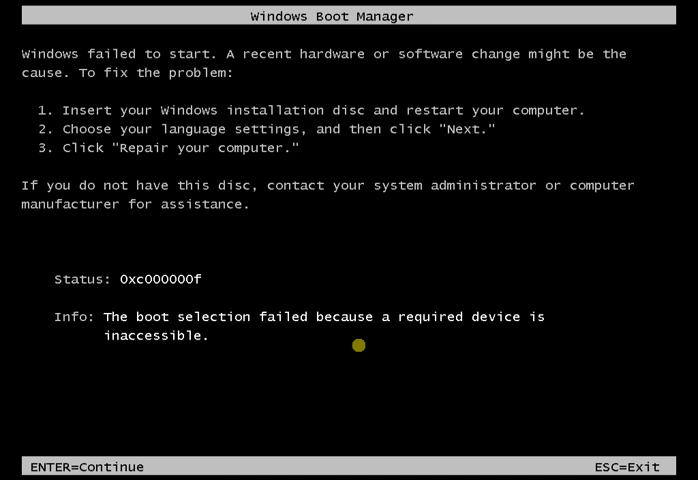 Windows Boot Manager
Windows failed to start. A recent hardware or software change might be the
cause. To fix the problem:
1. Insert your Windows installation disc and restart your computer.
2. Choose your language settings, and then click "Next."
3. Click "Repair your computer."
If you do not have this disc, contact your system administrator or computer
manufacturer for assistance.
Status: 0xc000000f
Info: The boot selection failed because a required device is
inaccessible.
ENTER=Continue ESC=Exit